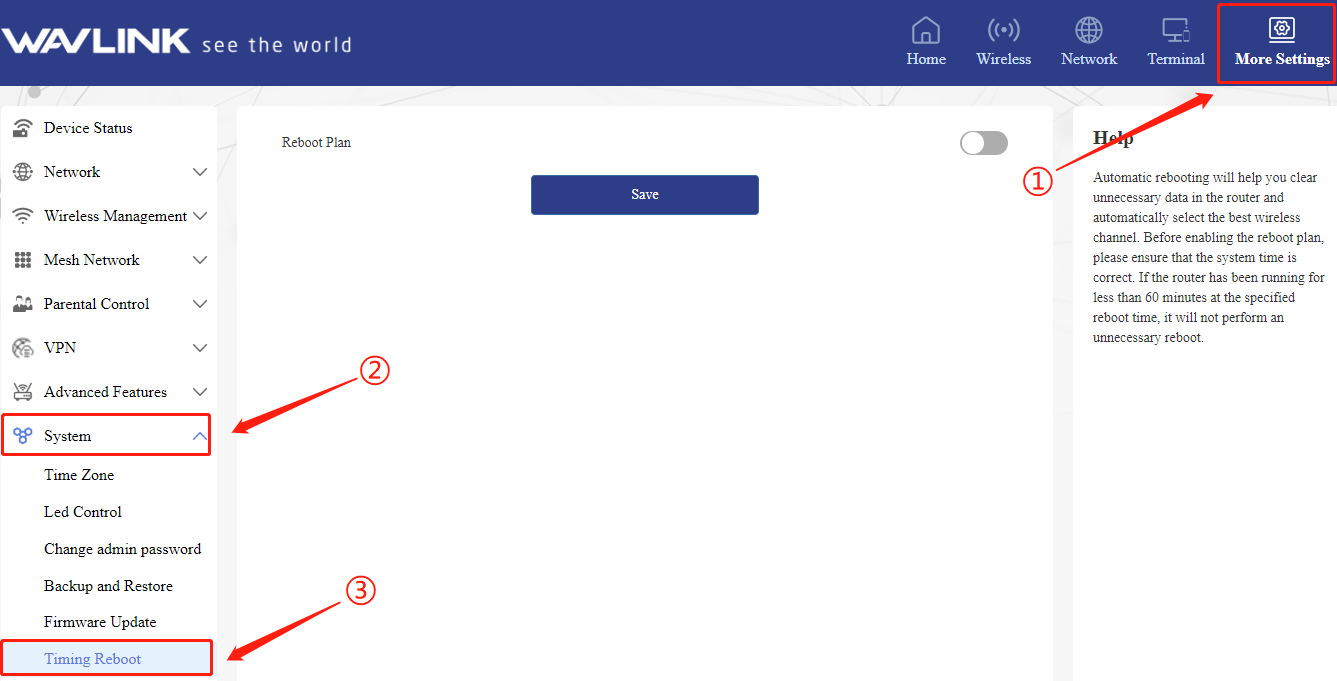 WAVLINK see the world
Home
Wireless
Network
Terminal
More Settings
Device Status
Network
Wireless Management
Mesh Network
Parental Control
VPN
Advanced Features
System
Time Zone
Led Control
Change admin password
Backup and Restore
Firmware Update
Timing Reboot
Reboot Plan
Save
①
②
③
Help
Automatic rebooting will help you clear
unnecessary data in the router and
automatically select the best wireless
channel. Before enabling the reboot plan,
please ensure that the system time is
correct. If the router has been running for
less than 60 minutes at the specified
reboot time, it will not perform an
unnecessary reboot.